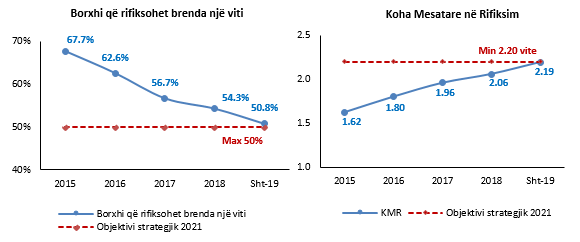 Borxhi që rifiksohet brenda një viti
70%
60%
50%
40%
67.7%
62.6%
56.7%
54.3%
50.8%
Max 50%
2015
2016
2017
2018
Sht-19
Borxhi që rifiksohet brenda një viti
Objektivi strategjik 2021
Koha Mesatare në Rifiksim
2.5
2.0
1.5
1.0
Min 2.20 vite
1.62
1.80
1.96
2.06
2.19
2015
2016
2017
2018
Sht-19
KMR
Objektivi strategjik 2021